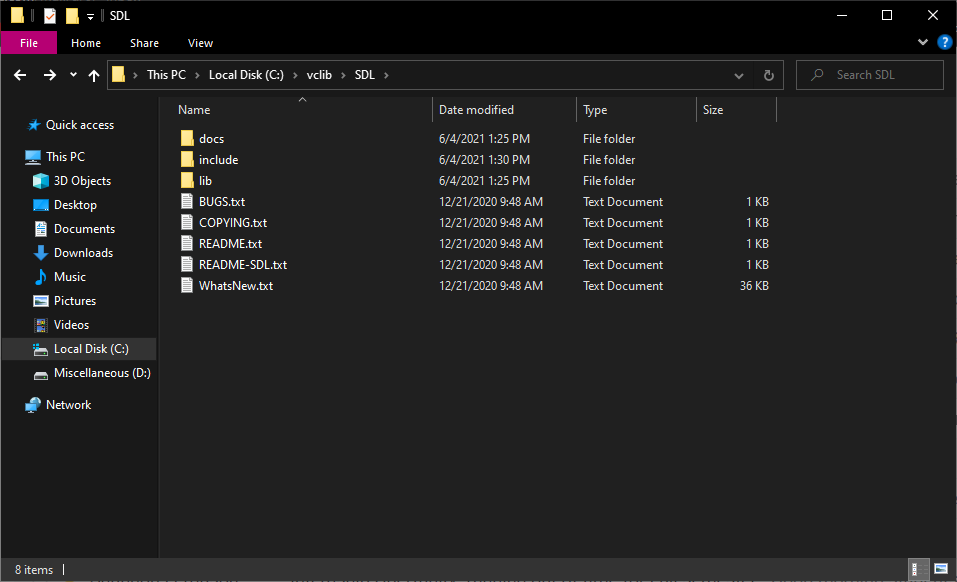 SDL
File Home Share View
This PC Local Disk (C:) vclib SDL Search SDL
Name Date modified Type Size
Quick access
This PC
3D Objects
Desktop
Documents
Downloads
Music
Pictures
Videos
Local Disk (C:)
Miscellaneous (D:)
Network
docs 6/4/2021 1:25 PM File folder
include 6/4/2021 1:30 PM File folder
lib 6/4/2021 1:25 PM File folder
BUGS.txt 12/21/2020 9:48 AM Text Document 1 KB
COPYING.txt 12/21/2020 9:48 AM Text Document 1 KB
README.txt 12/21/2020 9:48 AM Text Document 1 KB
README-SDL.txt 12/21/2020 9:48 AM Text Document 1 KB
WhatsNew.txt 12/21/2020 9:48 AM Text Document 36 KB
8 items